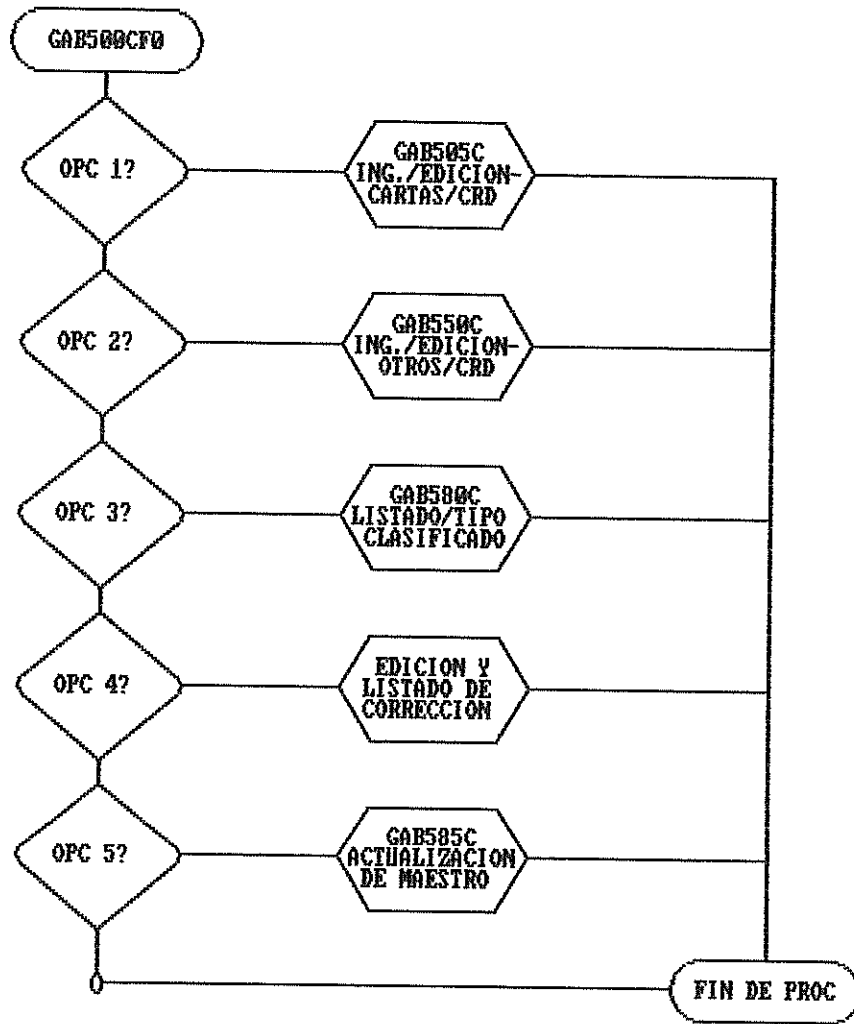 GAB500CF0
OPC 1?
GAB505C
ING./EDICION-
CARTAS/CRD
OPC 2?
GAB550C
ING./EDICION-
OTROS/CRD
OPC 3?
GAB580C
LISTADO/TIPO
CLASIFICADO
OPC 4?
EDICION Y
LISTADO DE
CORRECCION
OPC 5?
GAB585C
ACTUALIZACION
DE MAESTRO
FIN DE PROC